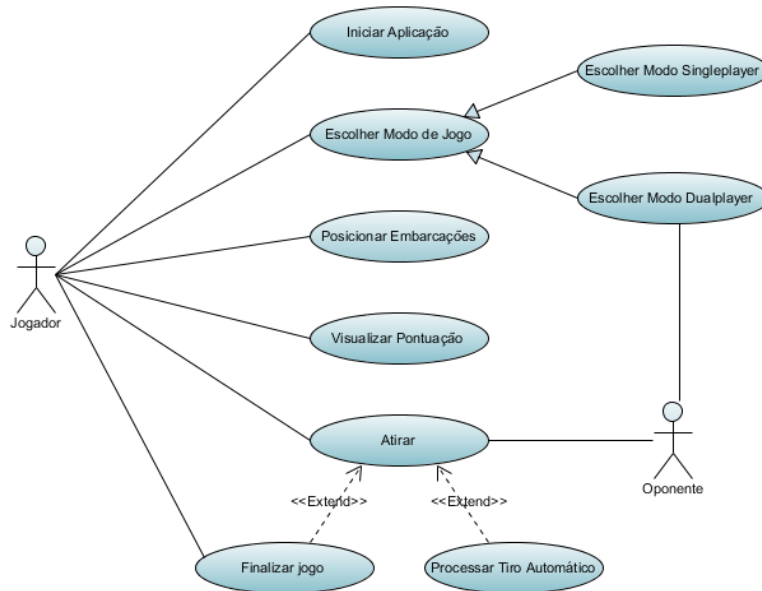 Iniciar Aplicação
Escolher Modo Singleplayer
Escolher Modo de Jogo
Escolher Modo Dualplayer
Posicionar Embarcações
Jogador
Visualizar Pontuação
Atirar
Oponente
<<Extend>>
<<Extend>>
Finalizar jogo
Processar Tiro Automático